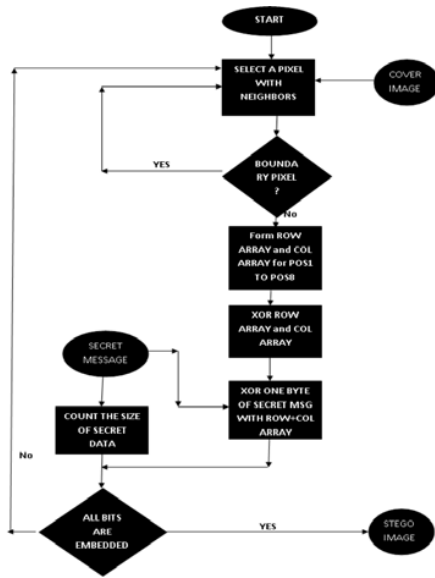 START
SELECT A PIXEL
WITH
NEIGHBORS
COVER
IMAGE
YES
BOUNDA
RY PIXEL
?
No
Form ROW
ARRAY and COL
ARRAY for POS1
TO POS8
XOR ROW
ARRAY and COL
ARRAY
SECRET
MESSAGE
XOR ONE BYTE
OF SECRET MSG
WITH ROW+COL
ARRAY
COUNT THE SIZE
OF SECRET
DATA
No
ALL BITS
ARE
EMBEDDED
YES
STEGO
IMAGE